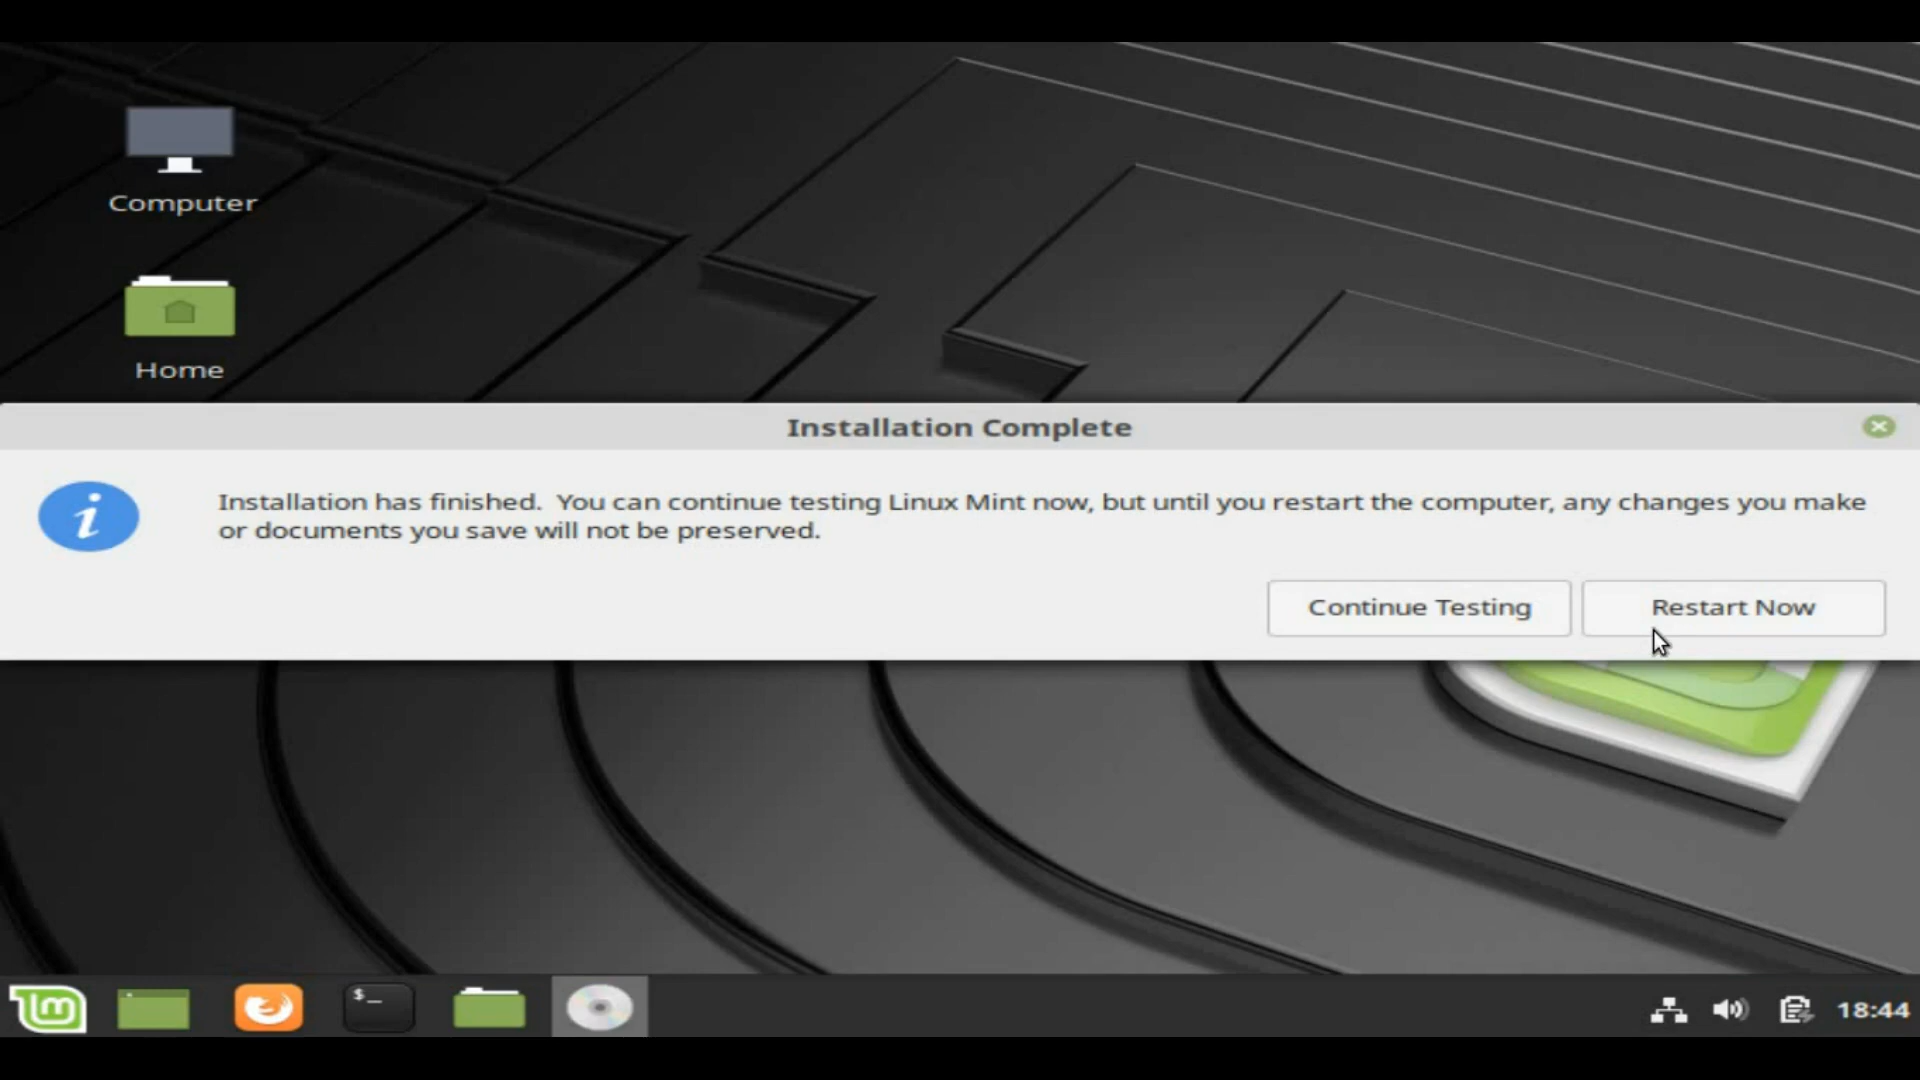 Computer
Home
Installation Complete
Installation has finished.  You can continue testing Linux Mint now, but until you restart the computer, any changes you make
or documents you save will not be preserved.
Continue Testing
Restart Now
$_
18:44